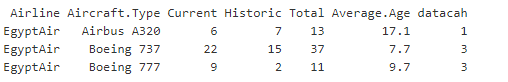 Airline Aircraft.Type Current Historic Total Average.Age datacah
EgyptAir Airbus A320 6 7 13 17.1 1
EgyptAir Boeing 737 22 15 37 7.7 3
EgyptAir Boeing 777 9 2 11 9.7 3